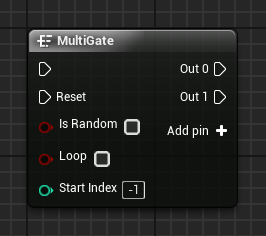 MultiGate
Out 0
Reset
Out 1
Is Random
Add pin
Loop
Start Index -1